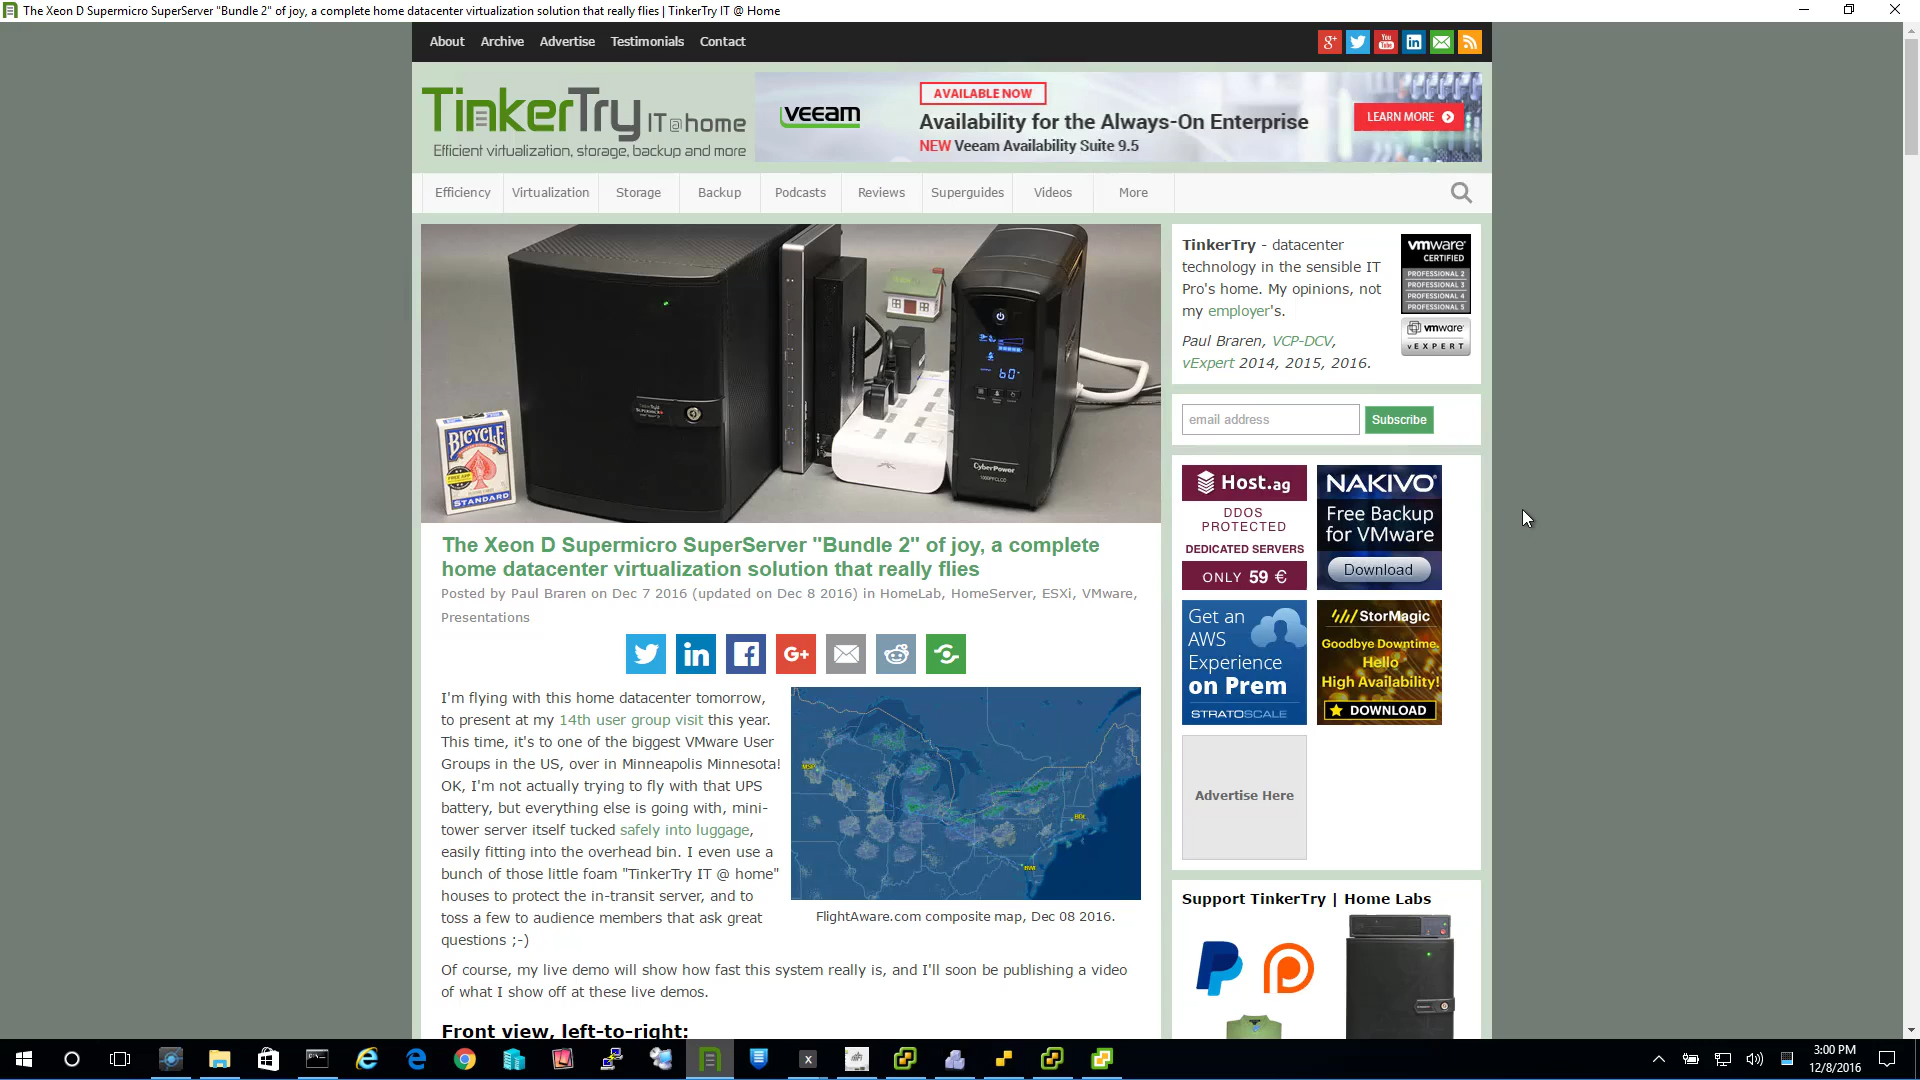 The Xeon D Supermicro SuperServer "Bundle 2" of joy, a complete home datacenter virtualization solution that really flies | TinkerTry IT @ Home
About Archive Advertise Testimonials Contact
TinkerTry IT@home
Efficient virtualization, storage, backup and more
veeam
AVAILABLE NOW
Availability for the Always-On Enterprise
NEW Veeam Availability Suite 9.5
LEARN MORE
Efficiency Virtualization Storage Backup Podcasts Reviews Superguides Videos More
BICYCLE
STANDARD
CyberPower
The Xeon D Supermicro SuperServer "Bundle 2" of joy, a complete
home datacenter virtualization solution that really flies
Posted by Paul Braren on Dec 7 2016 (updated on Dec 8 2016) in HomeLab, HomeServer, ESXi, VMware,
Presentations
I'm flying with this home datacenter tomorrow,
to present at my 14th user group visit this year.
This time, it's to one of the biggest VMware User
Groups in the US, over in Minneapolis Minnesota!
OK, I'm not actually trying to fly with that UPS
battery, but everything else is going with, mini-
tower server itself tucked safely into luggage,
easily fitting into the overhead bin. I even use a
bunch of those little foam "TinkerTry IT @ home"
houses to protect the in-transit server, and to
toss a few to audience members that ask great
questions ;-)
MSP
BDL
BWI
FlightAware.com composite map, Dec 08 2016.
Of course, my live demo will show how fast this system really is, and I'll soon be publishing a video
of what I show off at these live demos.
Front view, left-to-right:
TinkerTry - datacenter
technology in the sensible IT
Pro's home. My opinions, not
my employer's.
Paul Braren, VCP-DCV,
vExpert 2014, 2015, 2016.
vmware
CERTIFIED
PROFESSIONAL 2
PROFESSIONAL 3
PROFESSIONAL 4
PROFESSIONAL 5
vmware
vEXPERT
email address
Subscribe
Host.ag
DDOS
PROTECTED
DEDICATED SERVERS
ONLY 59 €
NAKIVO
Free Backup
for VMware
Download
Get an
AWS
Experience
on Prem
STRATOSCALE
StorMagic
Goodbye Downtime.
Hello
High Availability!
DOWNLOAD
Advertise Here
Support TinkerTry | Home Labs
3:00 PM
12/8/2016